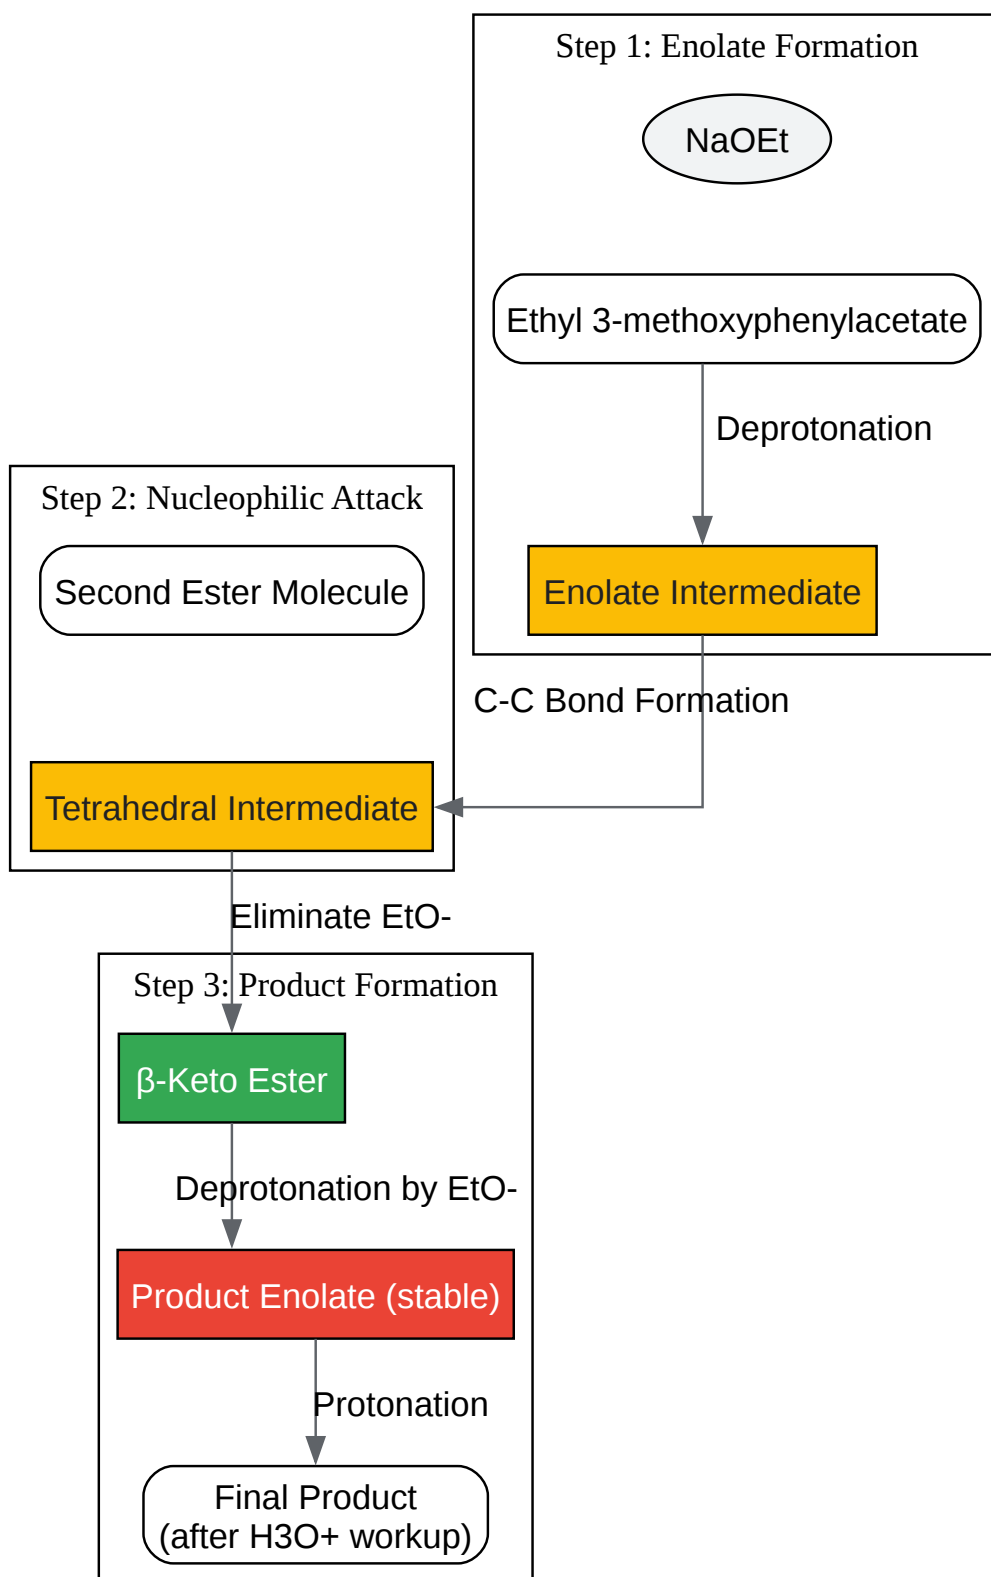 Step 1: Enolate Formation
NaOEt
Ethyl 3-methoxyphenylacetate
Deprotonation
Enolate Intermediate
C-C Bond Formation
Step 2: Nucleophilic Attack
Second Ester Molecule
Tetrahedral Intermediate
Eliminate EtO-
Step 3: Product Formation
β-Keto Ester
Deprotonation by EtO-
Product Enolate (stable)
Protonation
Final Product
(after H3O+ workup)